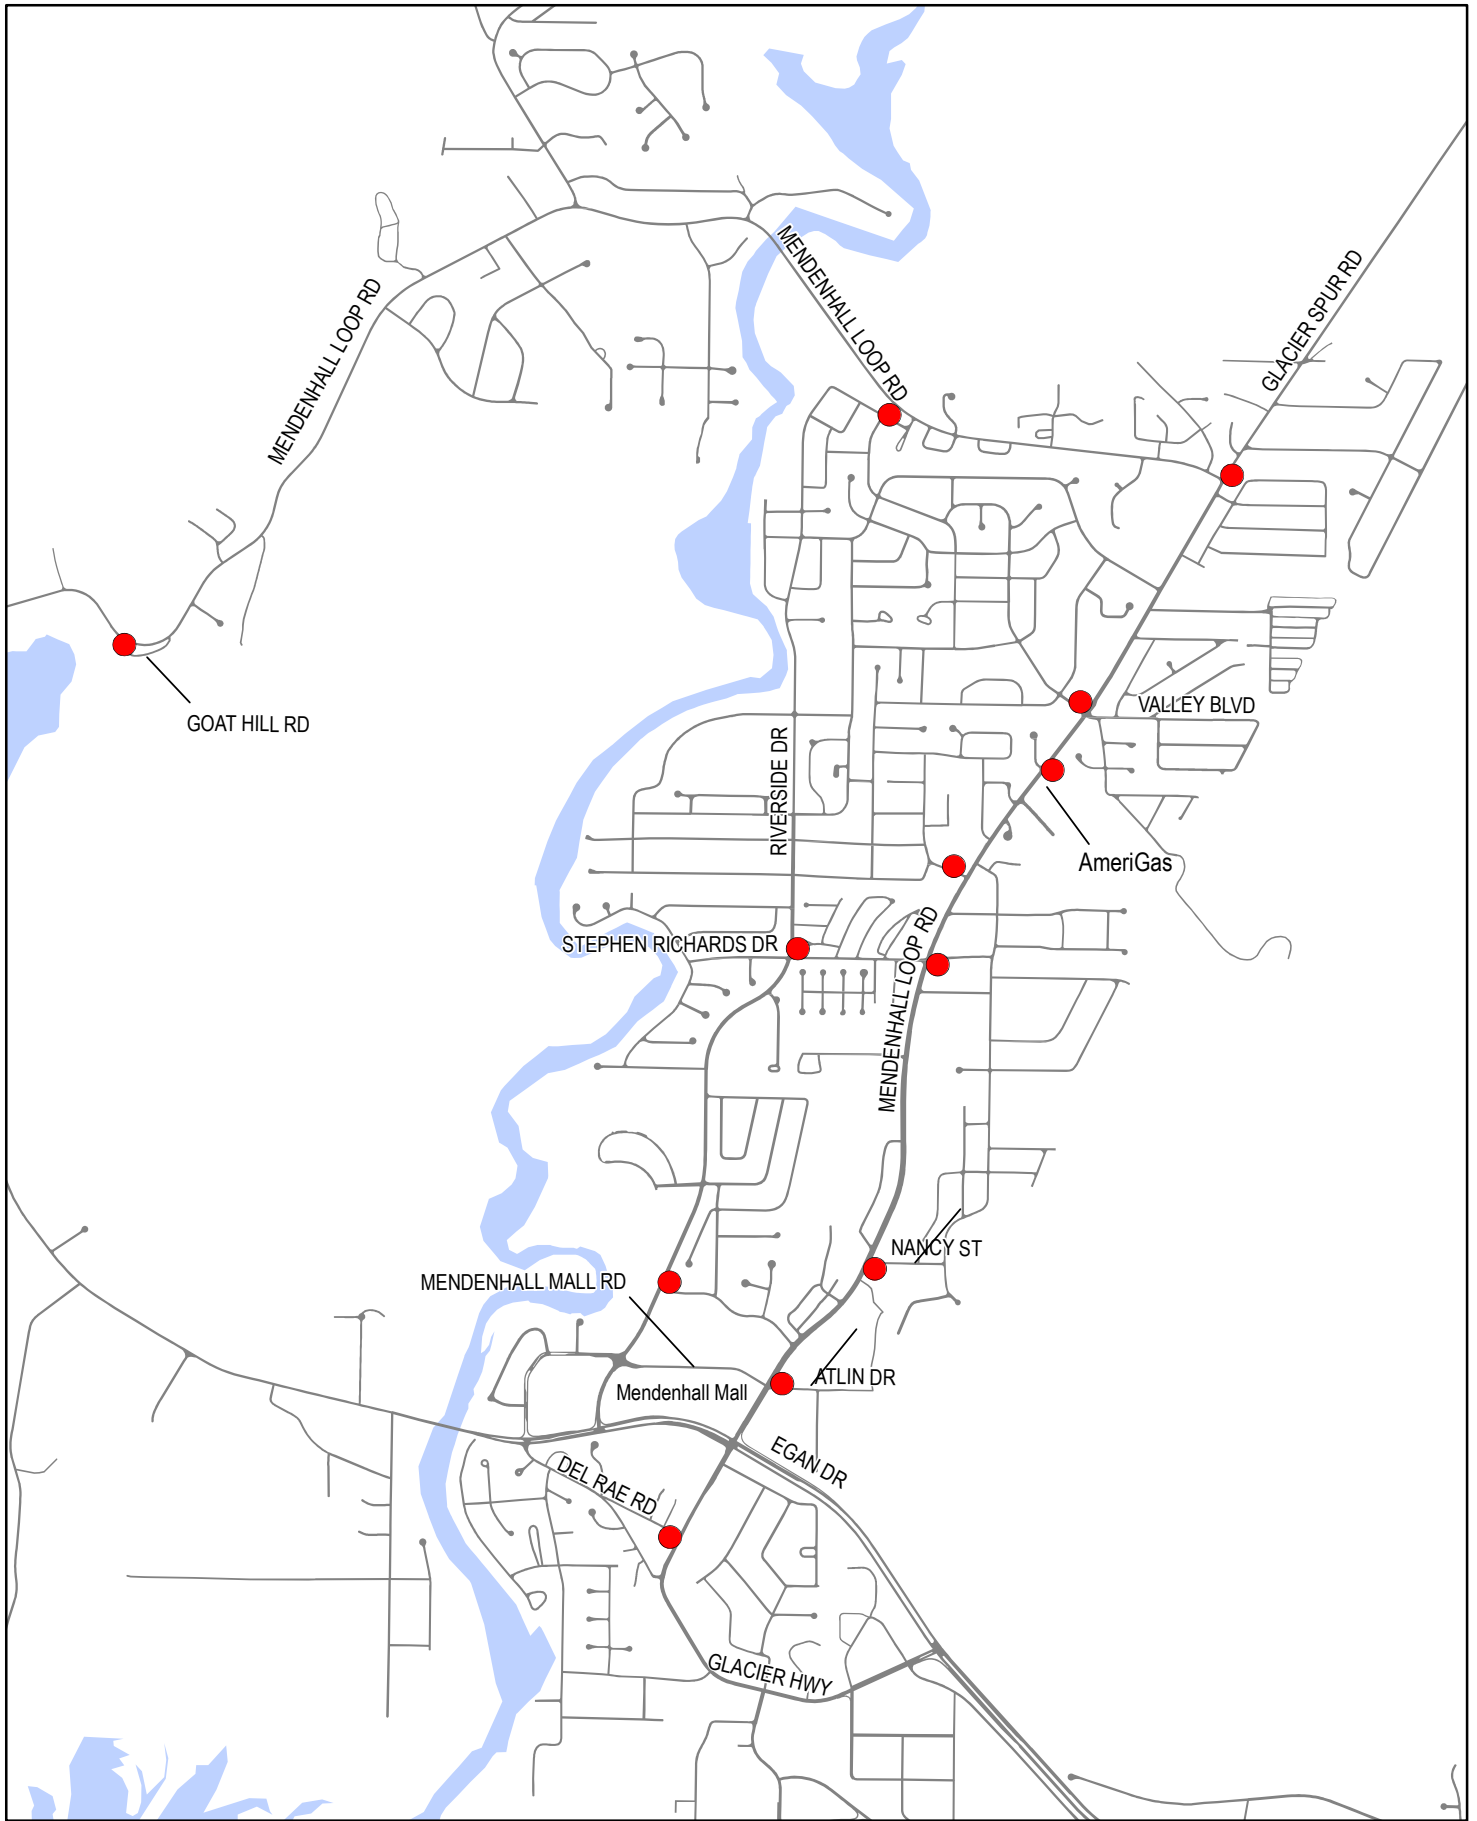 MENDENHALL LOOP RD
GLACIER SPUR RD
MENDENHALL LOOP RD
GOAT HILL RD
VALLEY BLVD
RIVERSIDE DR
AmeriGas
STEPHEN RICHARDS DR
MENDENHALL LOOP RD
NANCY ST
MENDENHALL MALL RD
ATLIN DR
Mendenhall Mall
EGAN DR
DEL RAE RD
GLACIER HWY